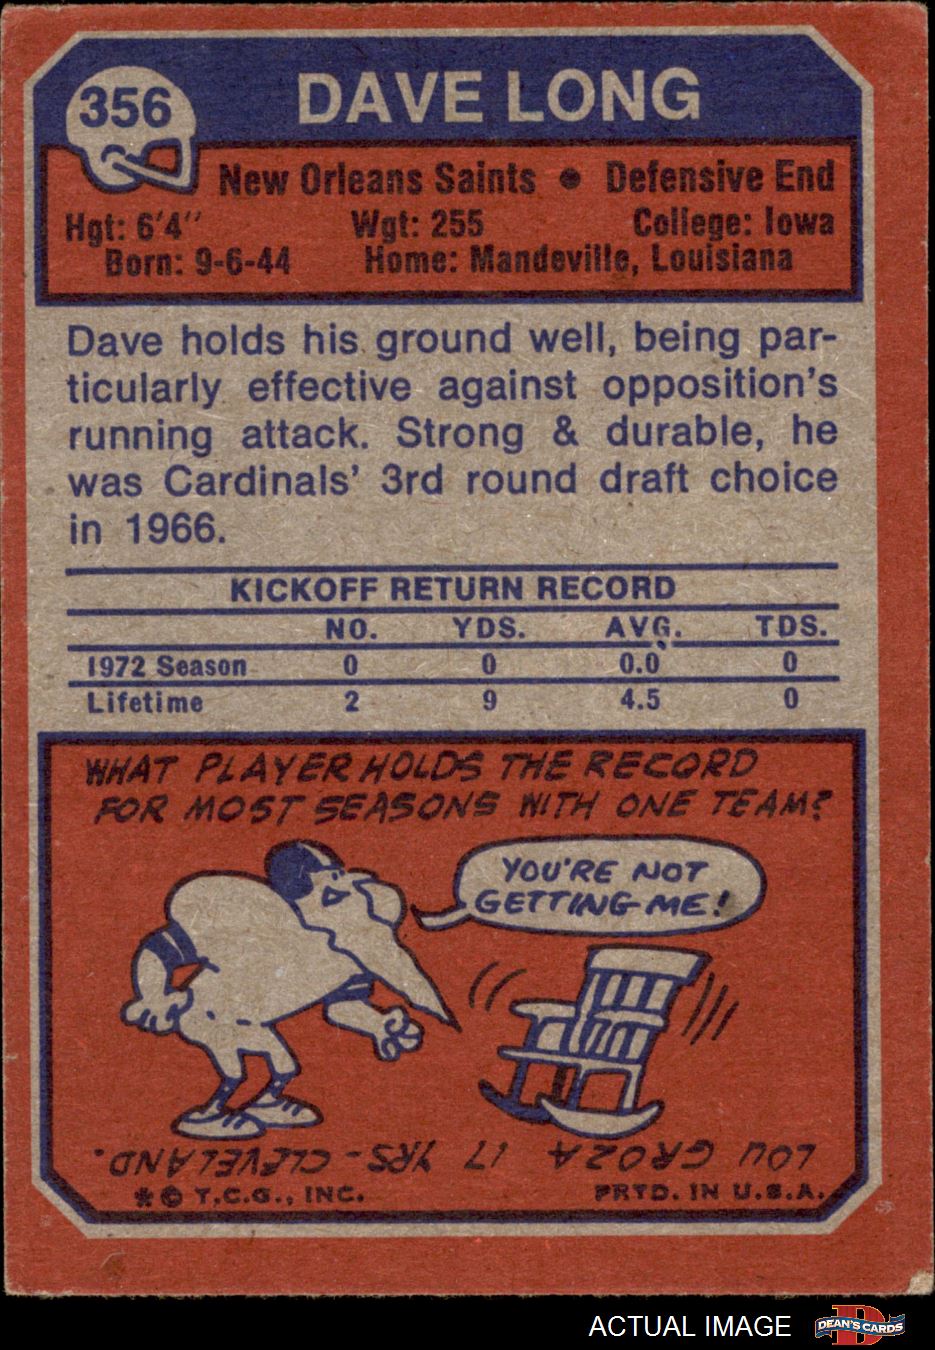 356
DAVE LONG
New Orleans Saints • Defensive End
Hgt: 6'4" Wgt: 255 College: Iowa
Born: 9-6-44 Home: Mandeville, Louisiana
Dave holds his ground well, being par-
ticularly effective against opposition's
running attack. Strong & durable, he
was Cardinals' 3rd round draft choice
in 1966.
KICKOFF RETURN RECORD
NO. YDS. AVG. TDS.
1972 Season 0 0 0.0 0
Lifetime 2 9 4.5 0
WHAT PLAYER HOLDS THE RECORD
FOR MOST SEASONS WITH ONE TEAM?
YOU'RE NOT
GETTING ME!
LOU GROZA 17 YRS-CLEVELAND.
* © T.C.G., INC. PRTD. IN U.S.A.
ACTUAL IMAGE
DEAN'S CARDS